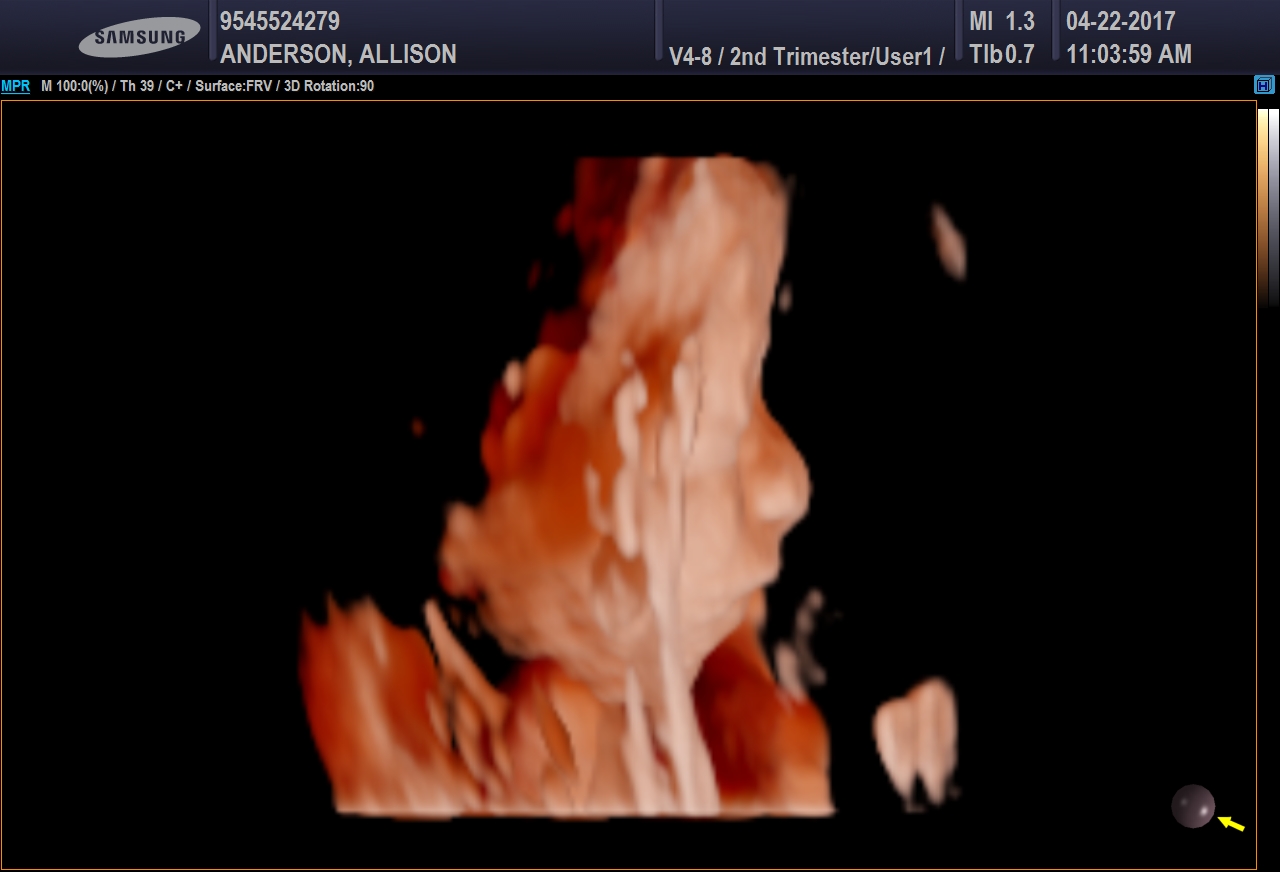 SAMSUNG
9545524279
ANDERSON, ALLISON
V4-8 / 2nd Trimester/User1 /
MI 1.3
TIb 0.7
04-22-2017
11:03:59 AM
MPR M 100:0(%) / Th 39 / C+ / Surface:FRV / 3D Rotation:90
H